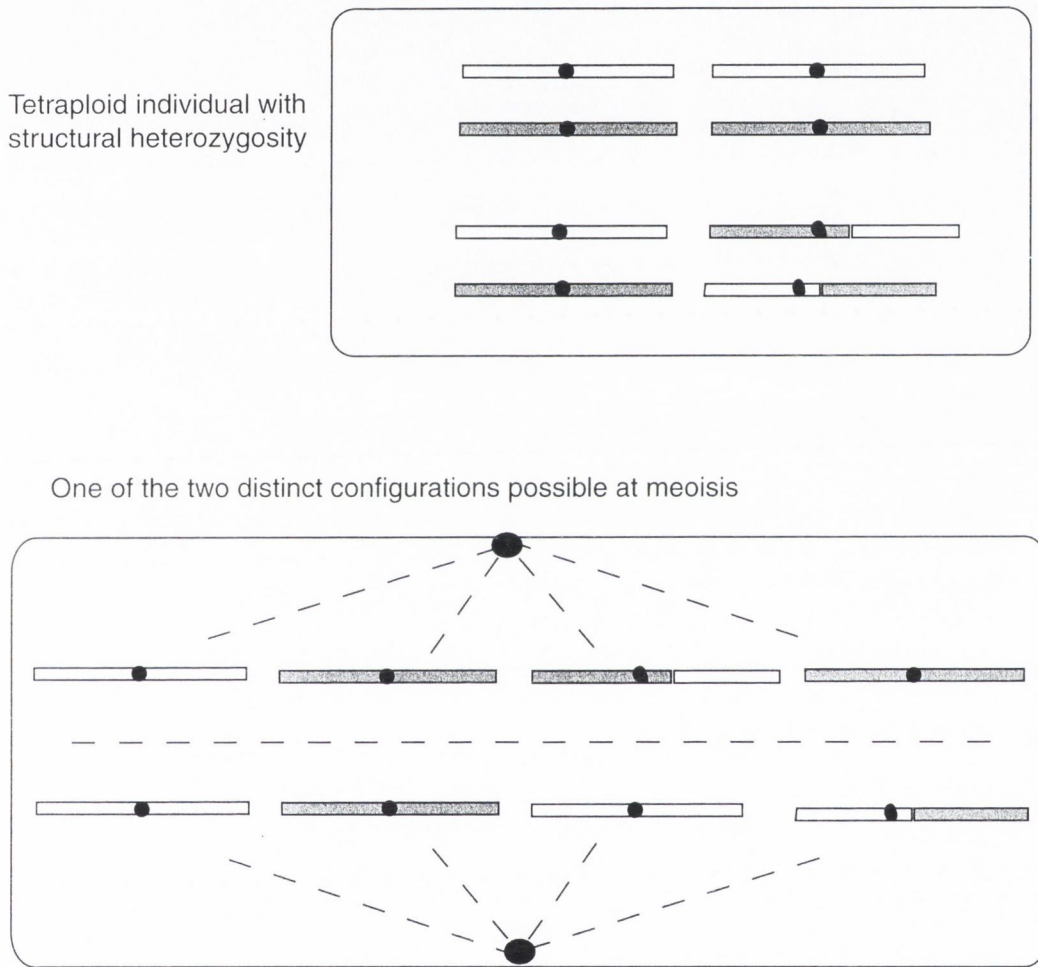 Tetraploid individual with
structural heterozygosity
One of the two distinct configurations possible at meoisis